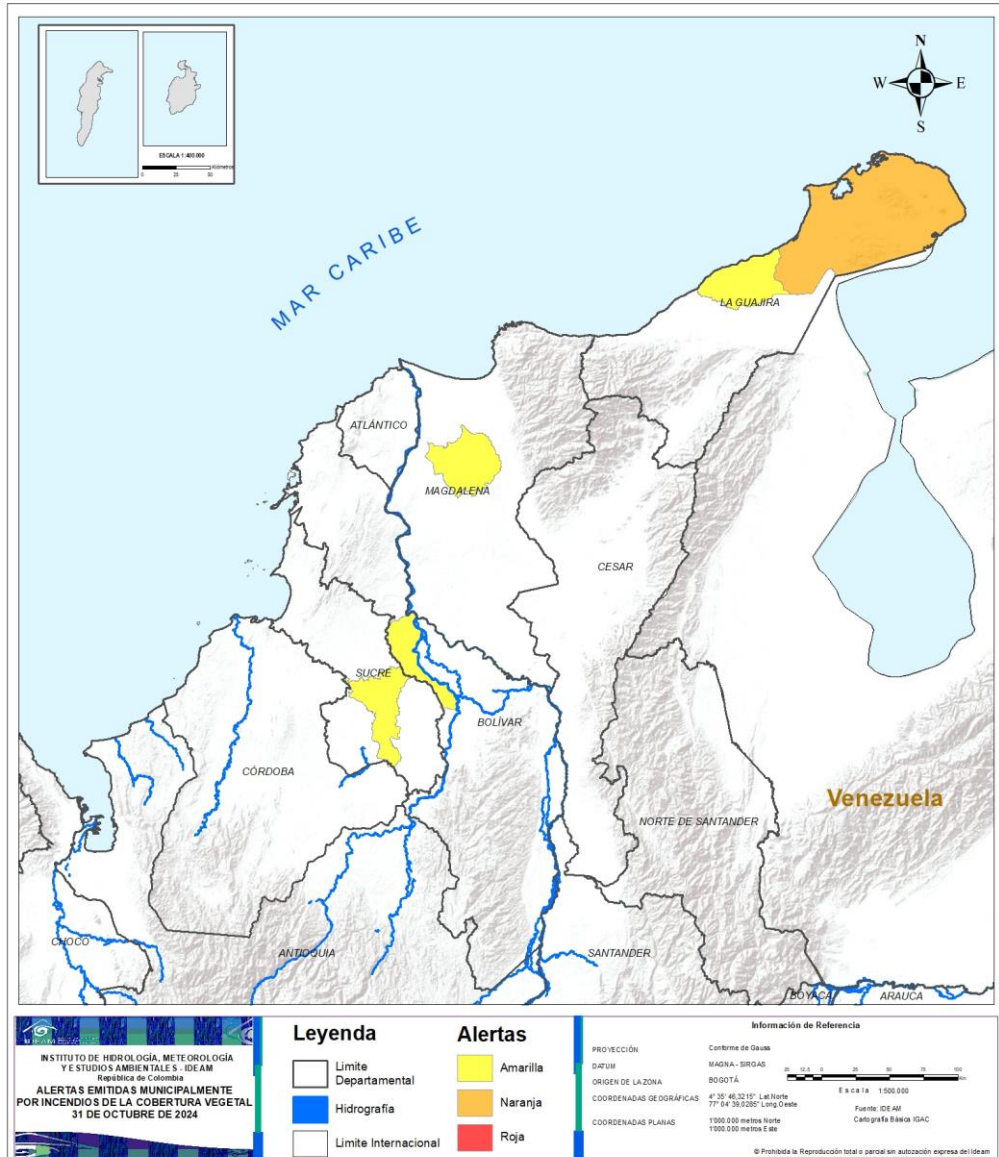 N
W
E
S
ESCALA 1:400.000
Kilómetros
MAR CARIBE
LA GUAJIRA
ATLÁNTICO
MAGDALENA
CESAR
SUCRE
BOLÍVAR
CÓRDOBA
Venezuela
NORTE DE SANTANDER
CHOCO
ANTIOQUIA
SANTANDER
BOYACÁ
ARAUCA
IDEAM
INSTITUTO DE HIDROLOGÍA, METEOROLOGÍA
Y ESTUDIOS AMBIENTALES - IDEAM
República de Colombia
ALERTAS EMITIDAS MUNICIPALMENTE
POR INCENDIOS DE LA COBERTURA VEGETAL
31 DE OCTUBRE DE 2024
Leyenda
Limite
Departamental
Hidrografía
Limite Internacional
Alertas
Amarilla
Naranja
Roja
Información de Referencia
PROYECCIÓN Conforme de Gauss
DATUM MAGNA - SIRGAS
ORIGEN DE LA ZONA BOGOTÁ
COORDENADAS GEOGRÁFICAS 4° 35' 46,3215" Lat.Norte
77° 04' 39,0285" Long.Oeste
COORDENADAS PLANAS 1'000.000 metros Norte
1'000.000 metros Este
Escala 1:500.000
Fuente: IDEAM
Cartografía Básica IGAC
© Prohibida la Reproducción total o parcial sin autozación expresa del Ideam